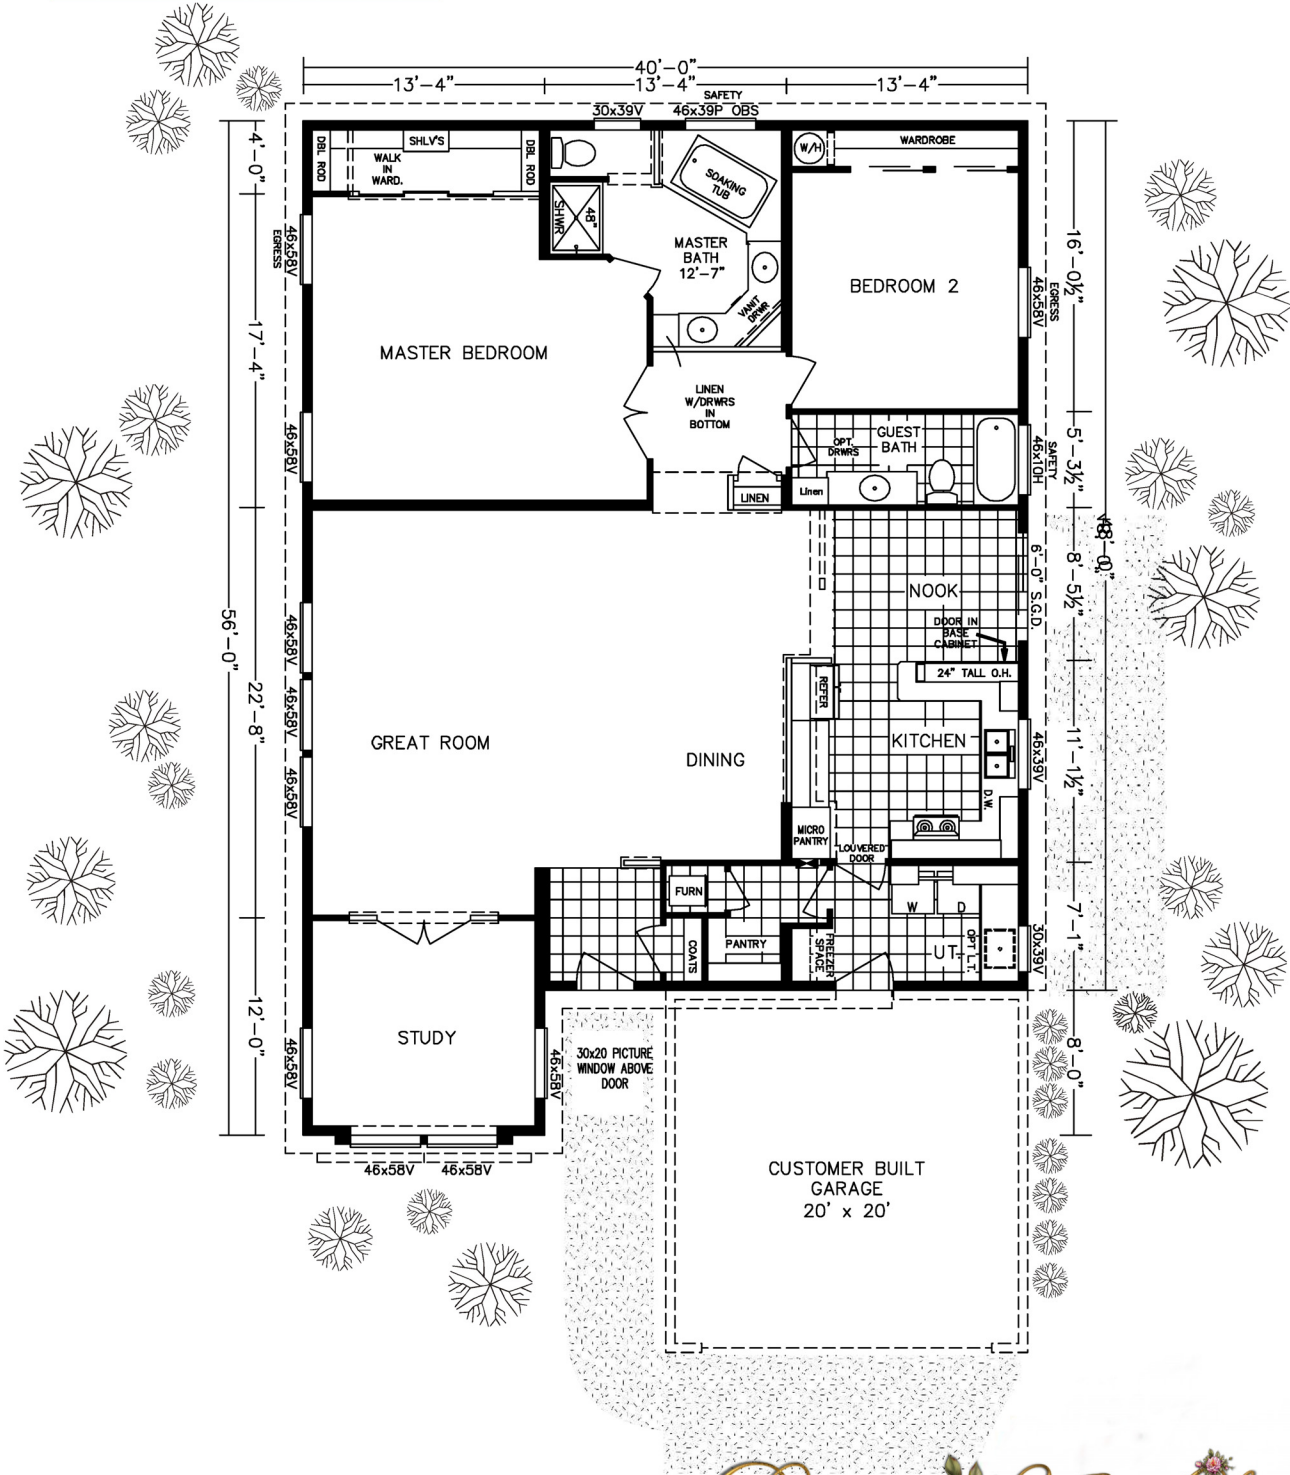 40'-0"
13'-4"
13'-4"
13'-4"
SAFETY
30x39V
46x39P OBS
4'-0"
DBL ROD
SHLV'S
WALK
IN
WARD.
DBL ROD
SOAKING
TUB
W/H
WARDROBE
48"
SHWR
46x58V
EGRESS
MASTER
BATH
12'-7"
VANIT
DRWR
BEDROOM 2
16'-0½"
EGRESS
46x58V
17'-4"
MASTER BEDROOM
LINEN
W/DRWRS
IN
BOTTOM
46x58V
OPT.
DRWRS
GUEST
BATH
SAFETY
46x10H
5'-3½"
LINEN
Linen
56'-0"
NOOK
6'-0" S.G.D.
8'-5½"
DOOR IN
BASE
CABINET
46x58V
24" TALL O.H.
REFER
46x58V
22'-8"
GREAT ROOM
DINING
KITCHEN
46x39V
11'-1½"
46x58V
D.W.
MICRO
PANTRY
LOUVERED
DOOR
FURN
W
D
7'-1"
COATS
PANTRY
FREEZER
SPACE
UT.
OPT L.T.
30x39V
12'-0"
STUDY
46x58V
46x58V
30x20 PICTURE
WINDOW ABOVE
DOOR
8'-0"
46x58V
46x58V
CUSTOMER BUILT
GARAGE
20' x 20'